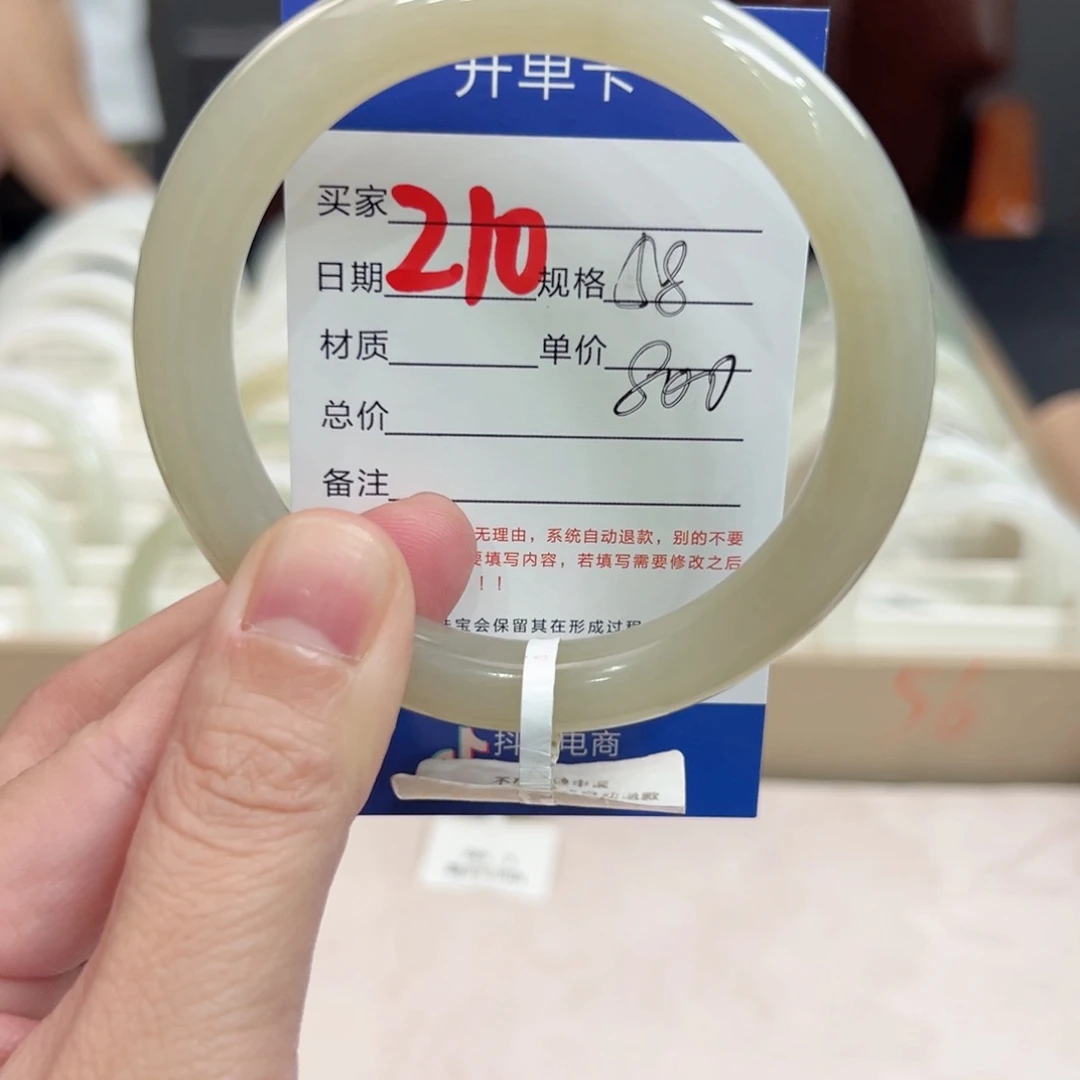 开单卡
买家 210
日期 规格 58
材质 单价 800
总价
备注
无理由，系统自动退款，别的不要
要填写内容，若填写需要修改之后
！！
宝会保留其在形成过程
抖 电商
56